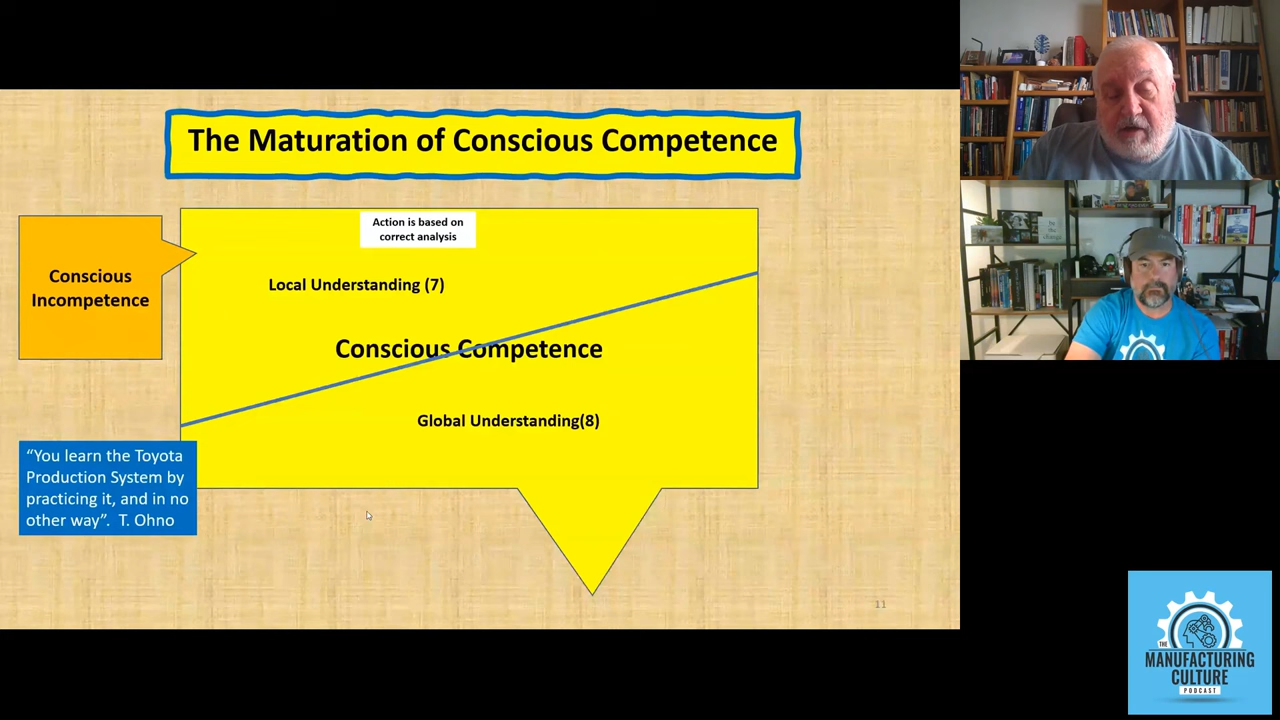 The Maturation of Conscious Competence
Action is based on
correct analysis
Conscious
Incompetence
Local Understanding (7)
Conscious Competence
Global Understanding(8)
“You learn the Toyota
Production System by
practicing it, and in no
other way”. T. Ohno
11
THE
MANUFACTURING
CULTURE
PODCAST